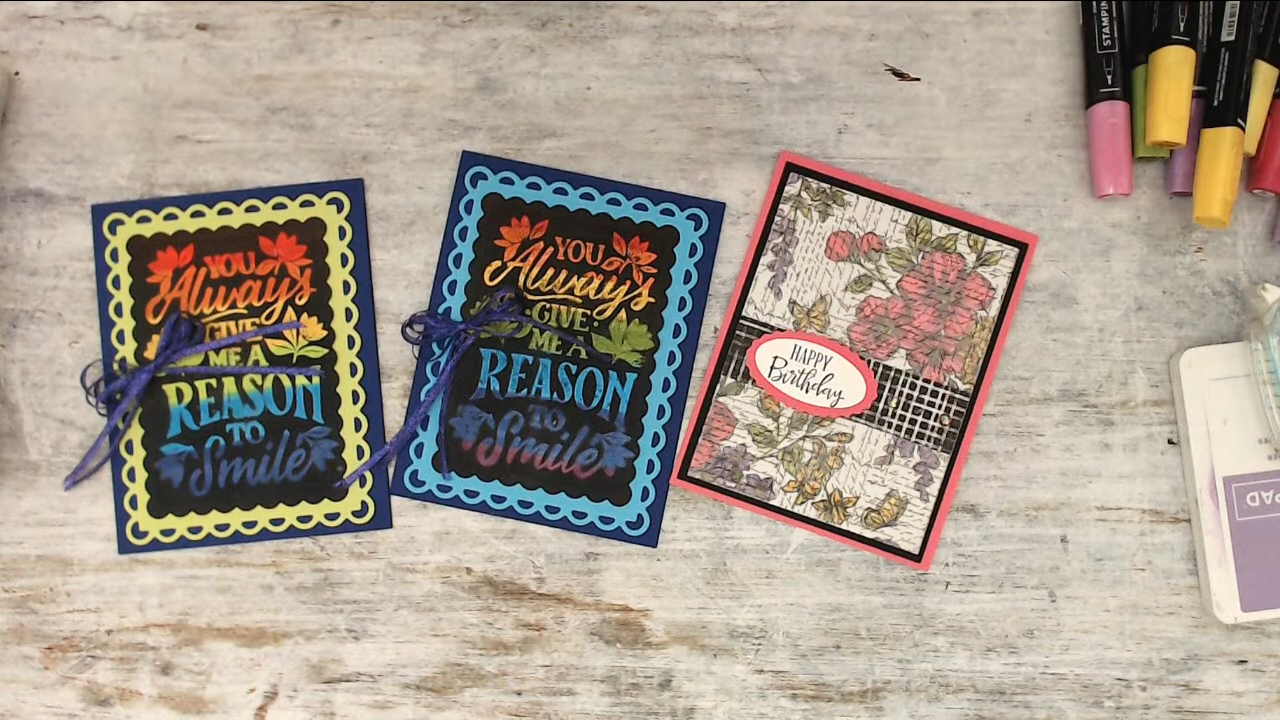 YOU
Always
GIVE
ME A
REASON
TO
Smile
YOU
Always
·GIVE·
ME A
REASON
TO
Smile
HAPPY
Birthday
STAMPIN
PAD